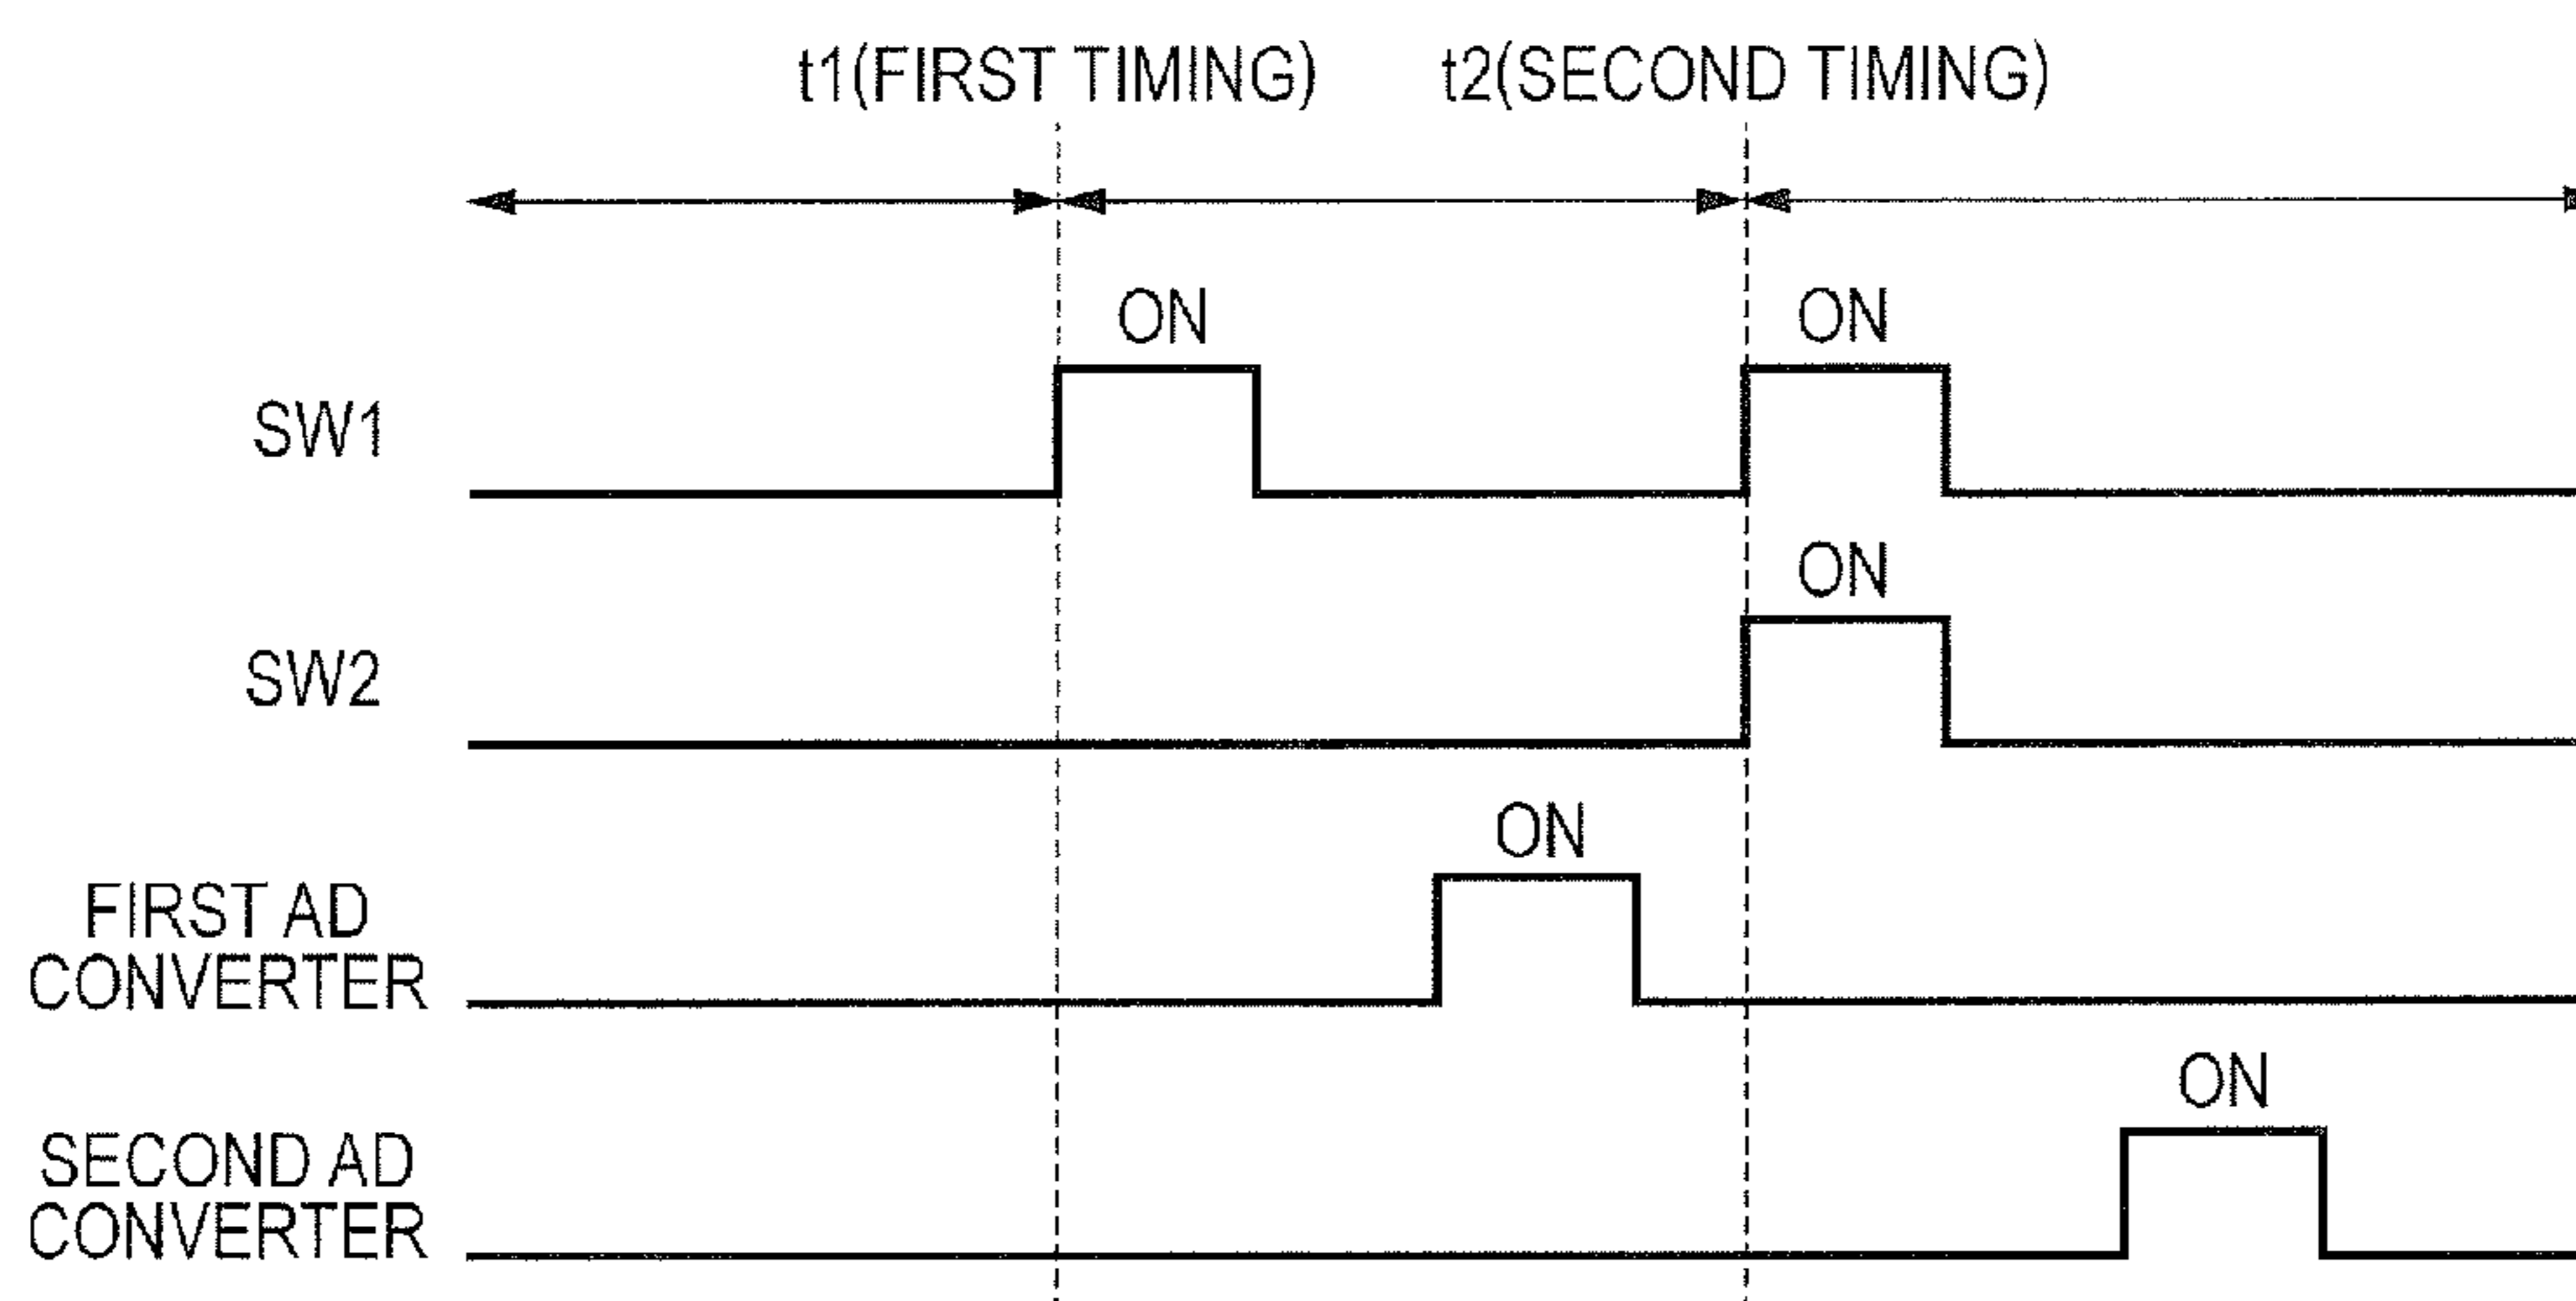 t1(FIRST TIMING) t2(SECOND TIMING)
ON ON
SW1
ON
SW2
ON
FIRST AD
CONVERTER
ON
SECOND AD
CONVERTER